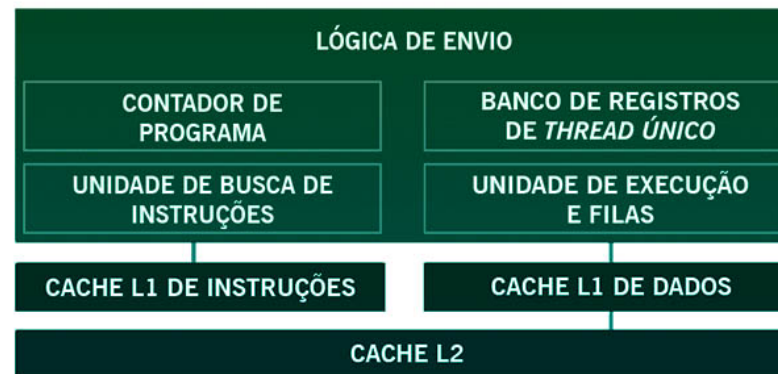 LÓGICA DE ENVIO
CONTADOR DE
PROGRAMA
BANCO DE REGISTROS
DE THREAD ÚNICO
UNIDADE DE BUSCA DE
INSTRUÇÕES
UNIDADE DE EXECUÇÃO
E FILAS
CACHE L1 DE INSTRUÇÕES
CACHE L1 DE DADOS
CACHE L2